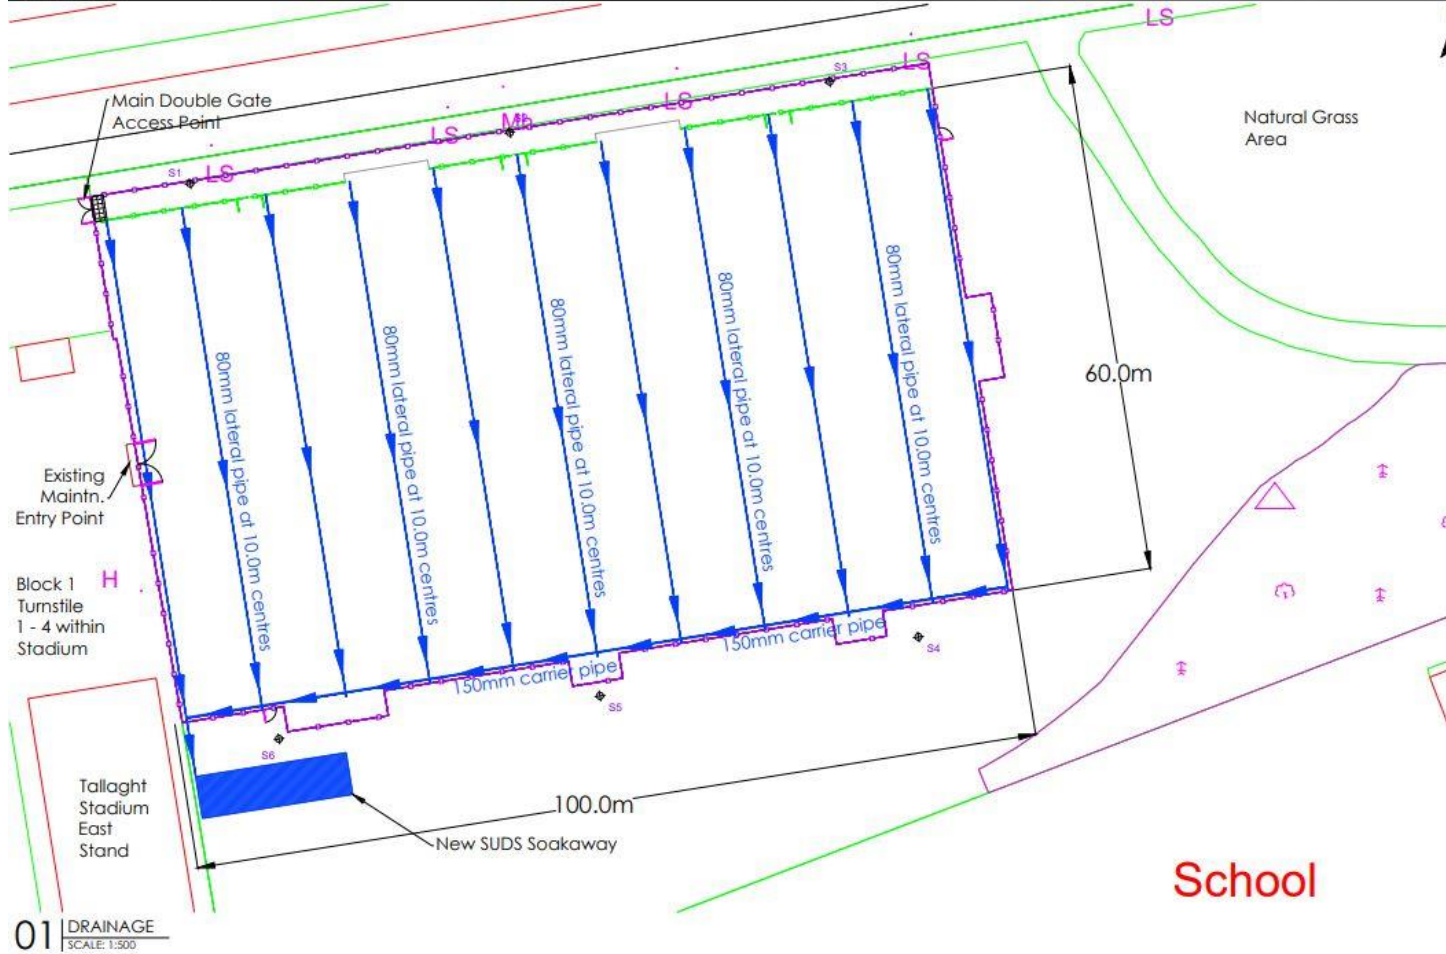 LS
LS
S3
Main Double Gate
Access Point
LS
Mh
LS
Natural Grass
Area
S1
LS
80mm lateral pipe at 10.0m centres
80mm lateral pipe at 10.0m centres
80mm lateral pipe at 10.0m centres
80mm lateral pipe at 10.0m centres
80mm lateral pipe at 10.0m centres
60.0m
Existing
Maintn.
Entry Point
Block 1
Turnstile
1 - 4 within
Stadium
H
150mm carrier pipe
150mm carrier pipe
S4
S5
S6
Tallaght
Stadium
East
Stand
100.0m
New SUDS Soakaway
School
01
DRAINAGE
SCALE: 1:500